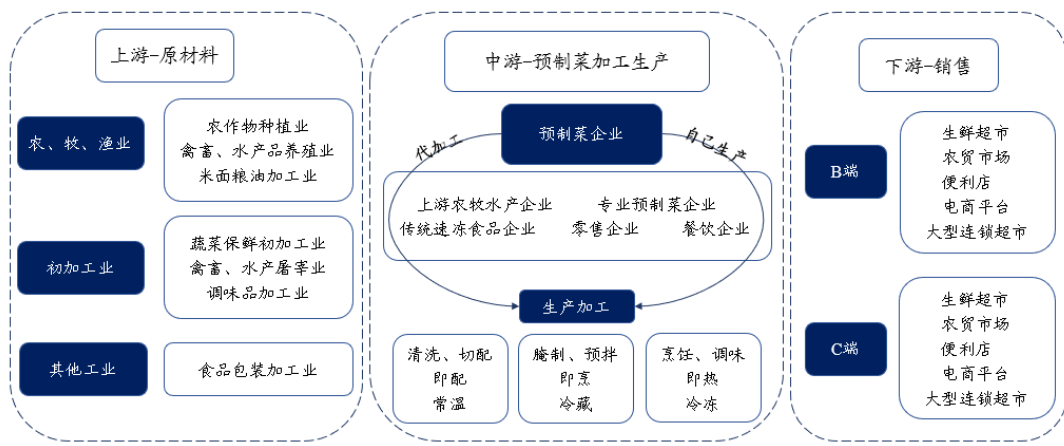 上游–原材料
农、牧、渔业
农作物种植业
禽畜、水产品养殖业
米面粮油加工业
初加工业
蔬菜保鲜初加工业
禽畜、水产屠宰业
调味品加工业
其他工业
食品包装加工业
中游–预制菜加工生产
预制菜企业
代加工
自己生产
上游农牧水产企业 专业预制菜企业
传统速冻食品企业 零售企业 餐饮企业
生产加工
清洗、切配
即配
常温
腌制、预拌
即烹
冷藏
烹饪、调味
即热
冷冻
下游–销售
B端
生鲜超市
农贸市场
便利店
电商平台
大型连锁超市
C端
生鲜超市
农贸市场
便利店
电商平台
大型连锁超市